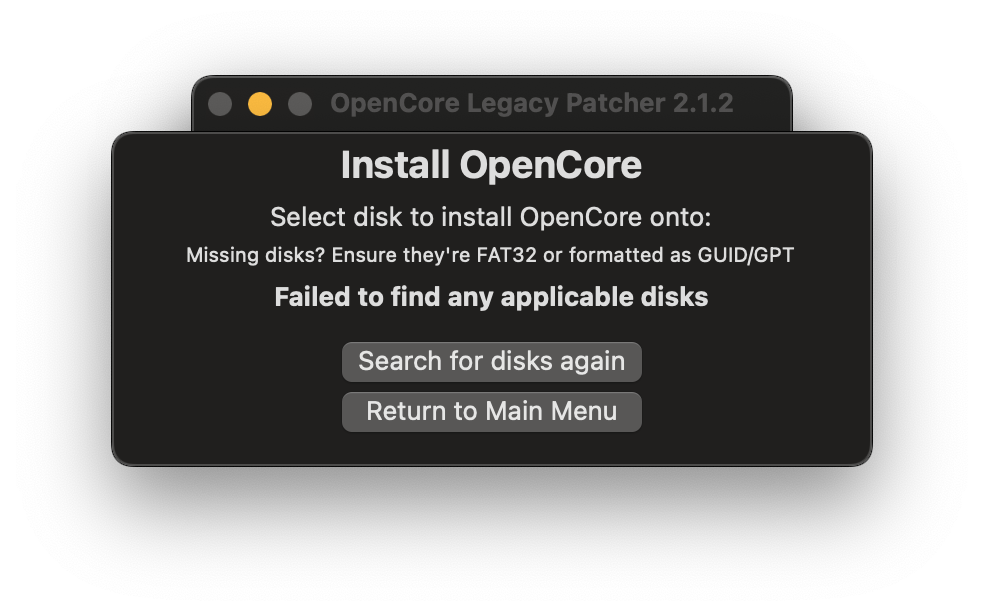 OpenCore Legacy Patcher 2.1.2
Install OpenCore
Select disk to install OpenCore onto:
Missing disks? Ensure they're FAT32 or formatted as GUID/GPT
Failed to find any applicable disks
Search for disks again
Return to Main Menu